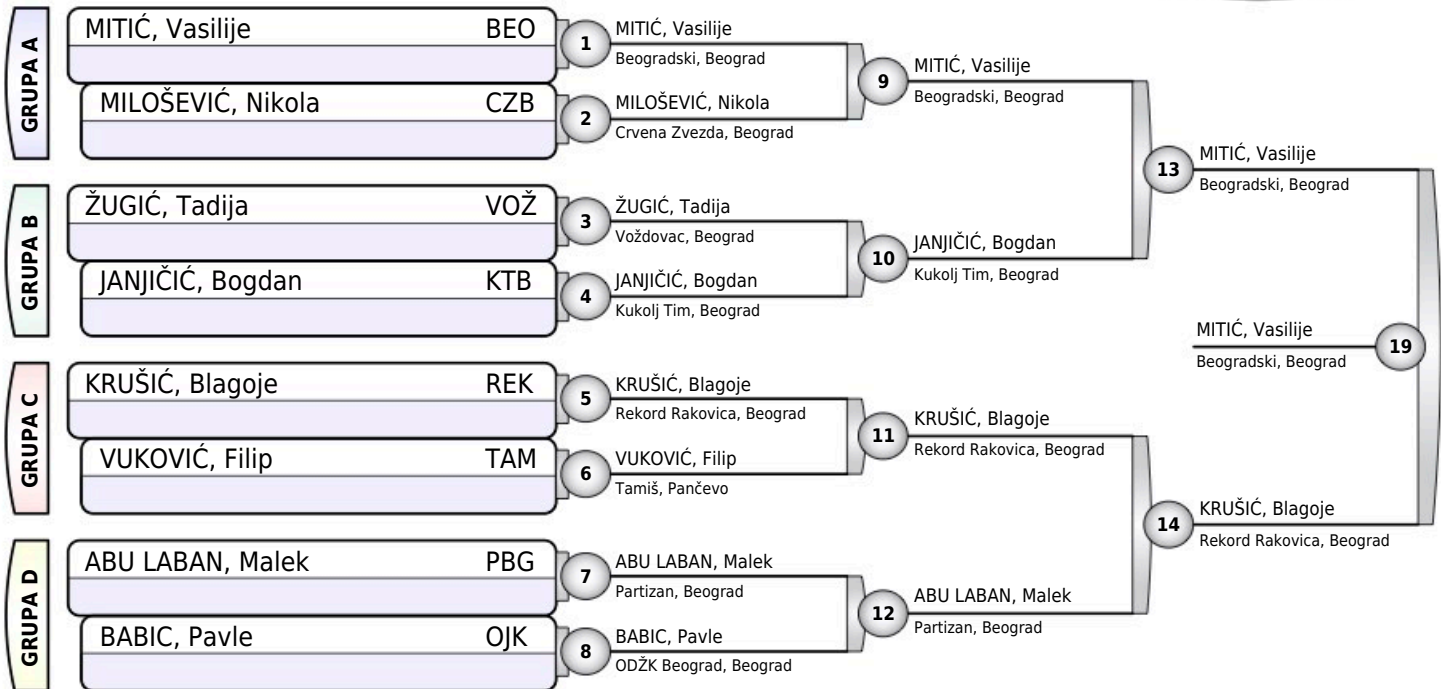 GRUPA A
MITIĆ, Vasilije BEO
MILOŠEVIĆ, Nikola CZB
GRUPA B
ŽUGIĆ, Tadija VOŽ
JANJIČIĆ, Bogdan KTB
GRUPA C
KRUŠIĆ, Blagoje REK
VUKOVIĆ, Filip TAM
GRUPA D
ABU LABAN, Malek PBG
BABIC, Pavle OJK
1
MITIĆ, Vasilije
Beogradski, Beograd
2
MILOŠEVIĆ, Nikola
Crvena Zvezda, Beograd
3
ŽUGIĆ, Tadija
Voždovac, Beograd
4
JANJIČIĆ, Bogdan
Kukolj Tim, Beograd
5
KRUŠIĆ, Blagoje
Rekord Rakovica, Beograd
6
VUKOVIĆ, Filip
Tamiš, Pančevo
7
ABU LABAN, Malek
Partizan, Beograd
8
BABIC, Pavle
ODŽK Beograd, Beograd
9
MITIĆ, Vasilije
Beogradski, Beograd
10
JANJIČIĆ, Bogdan
Kukolj Tim, Beograd
11
KRUŠIĆ, Blagoje
Rekord Rakovica, Beograd
12
ABU LABAN, Malek
Partizan, Beograd
13
MITIĆ, Vasilije
Beogradski, Beograd
14
KRUŠIĆ, Blagoje
Rekord Rakovica, Beograd
MITIĆ, Vasilije
Beogradski, Beograd
19